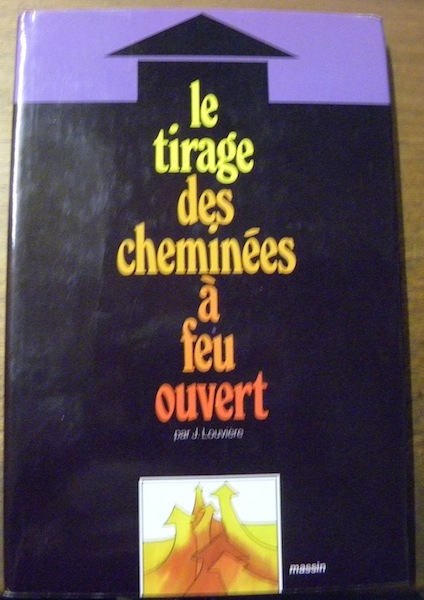 le
tirage
des
cheminées
à
feu
ouvert
par J. Louvière
massin